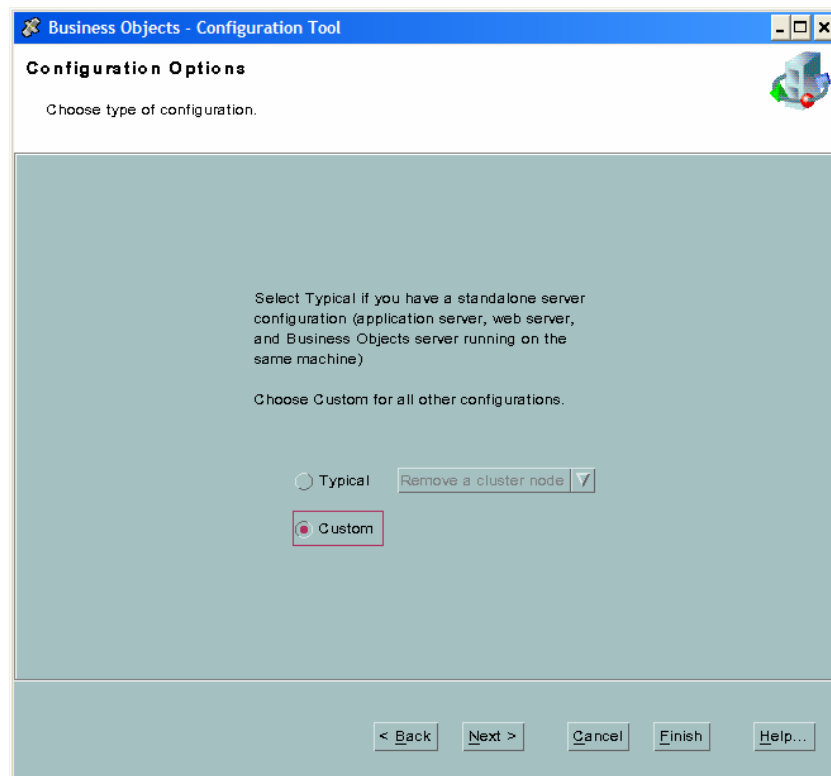 Business Objects - Configuration Tool
Configuration Options
Choose type of configuration.
Select Typical if you have a standalone server
configuration (application server, web server,
and Business Objects server running on the
same machine)
Choose Custom for all other configurations.
Typical
Remove a cluster node
Custom
< Back
Next >
Cancel
Finish
Help...